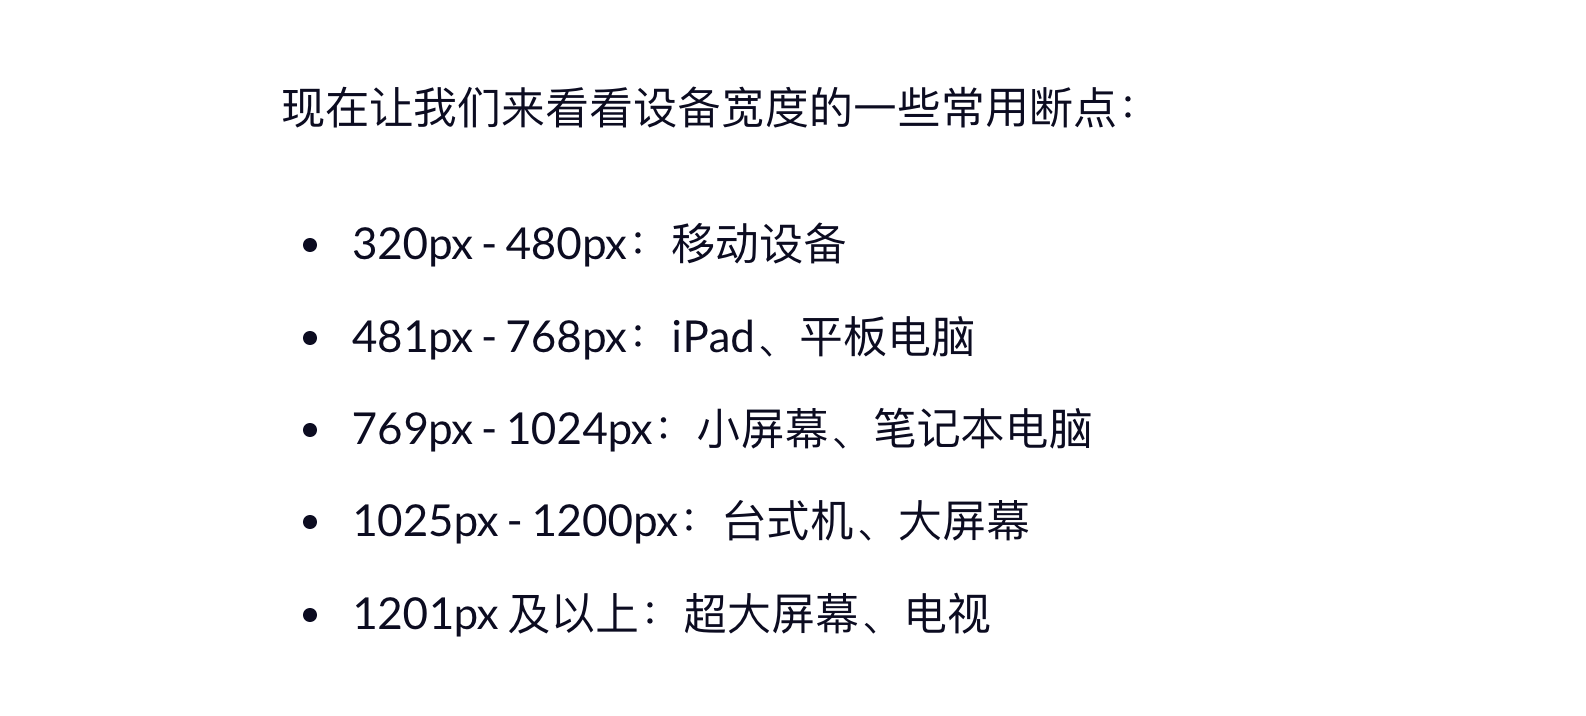 现在让我们来看看设备宽度的一些常用断点：
• 320px - 480px：移动设备
• 481px - 768px：iPad、平板电脑
• 769px - 1024px：小屏幕、笔记本电脑
• 1025px - 1200px：台式机、大屏幕
• 1201px 及以上：超大屏幕、电视